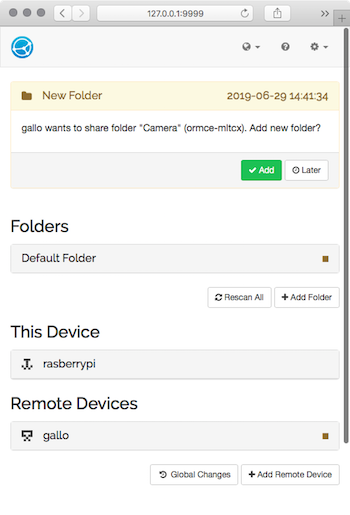 127.0.0.1:9999
New Folder 2019-06-29 14:41:34
gallo wants to share folder "Camera" (ormce-mltcx). Add new folder?
Add Later
Folders
Default Folder
Rescan All Add Folder
This Device
rasberrypi
Remote Devices
gallo
Global Changes Add Remote Device